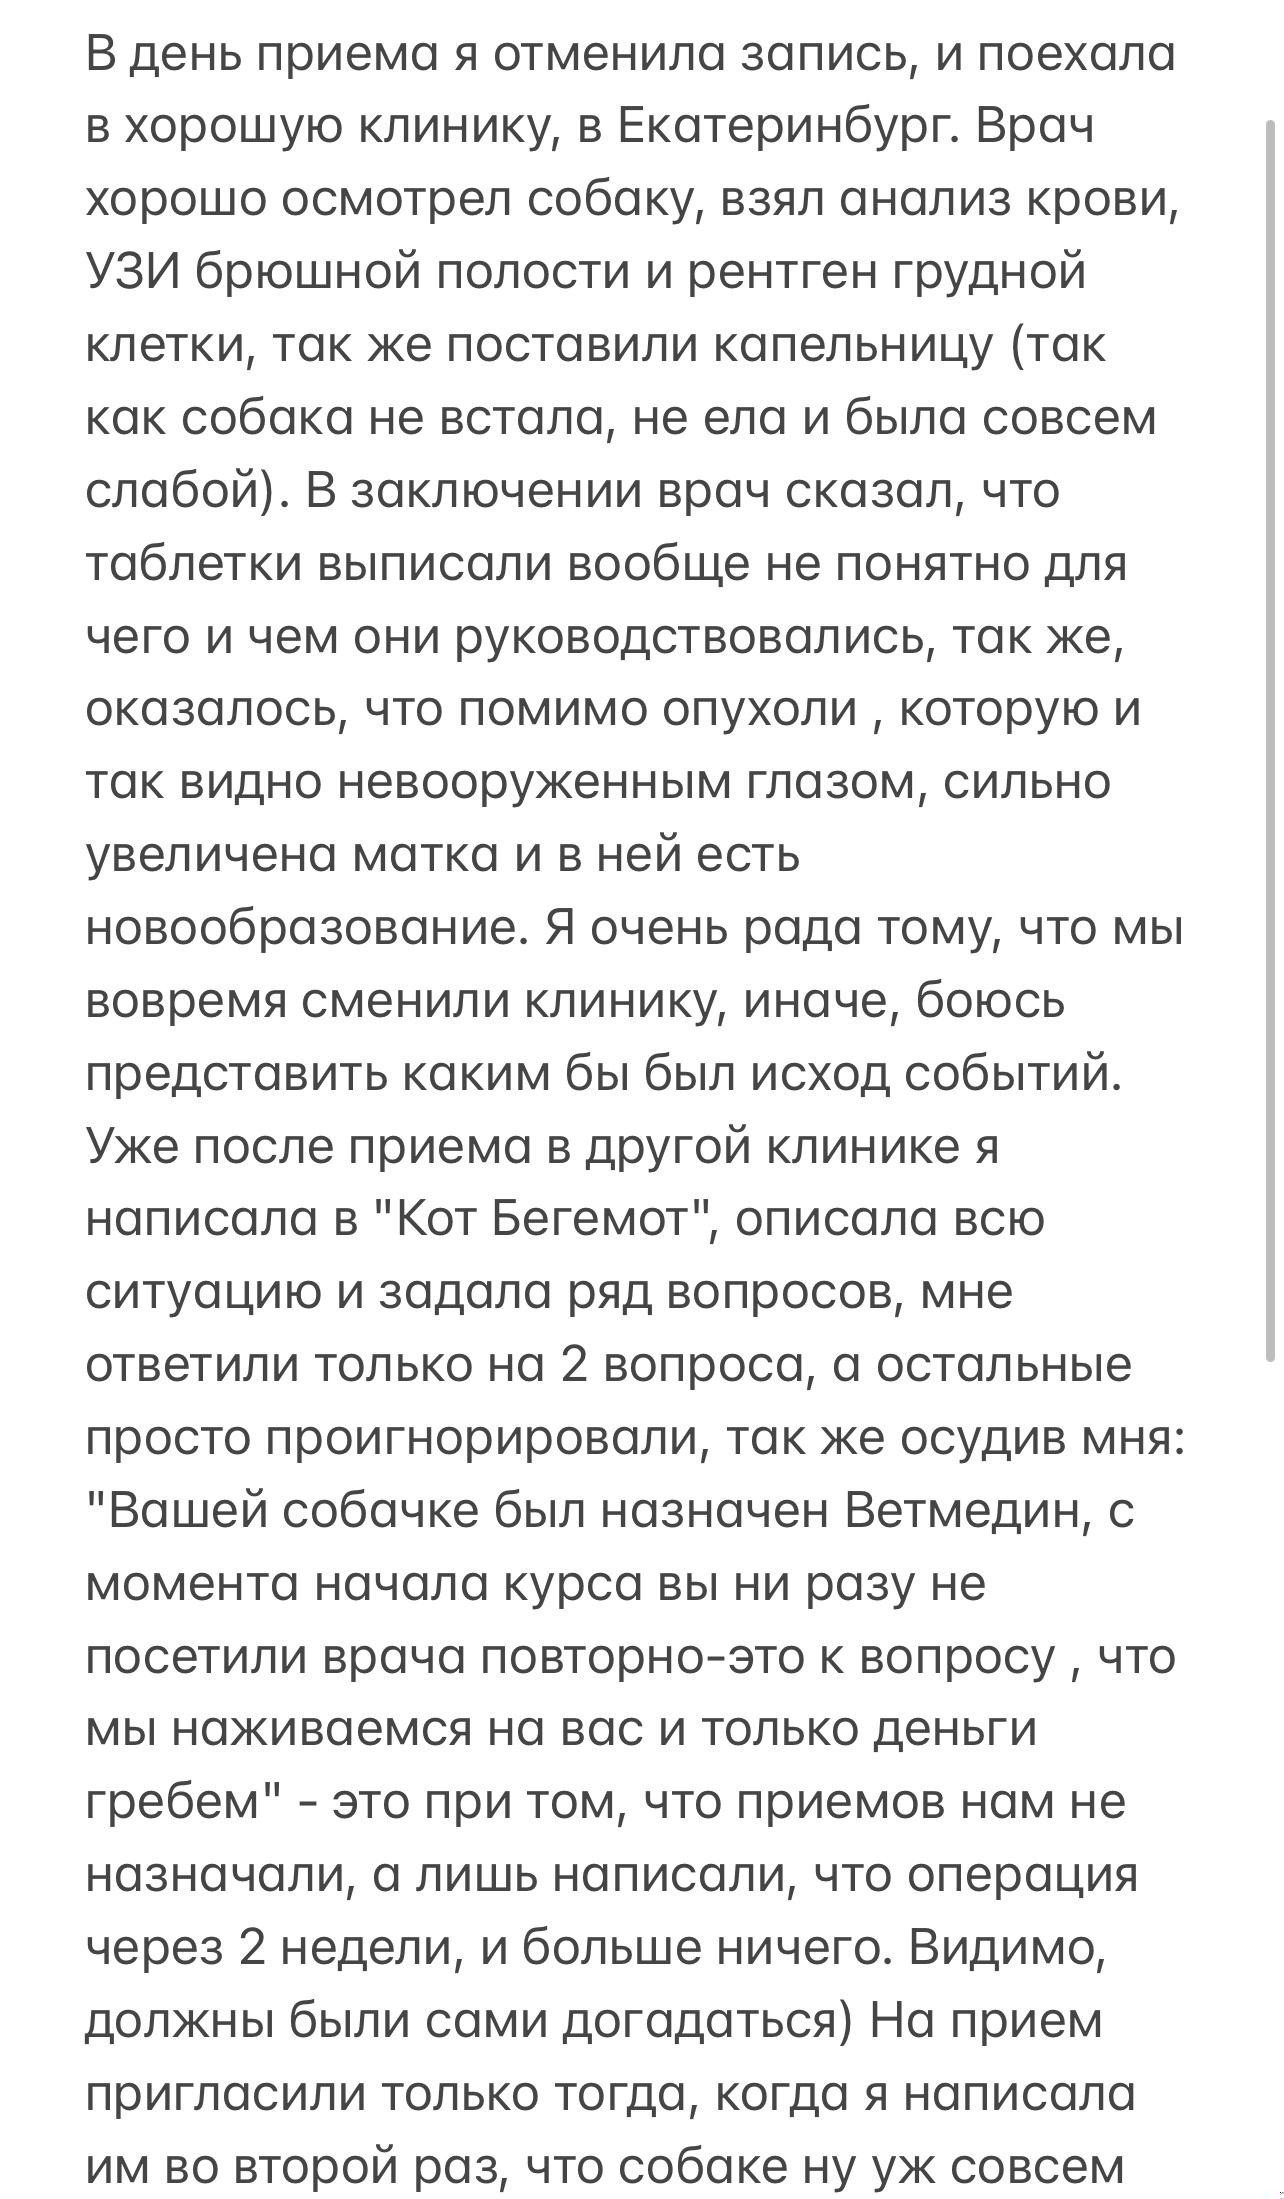 В день приема я отменила запись, и поехала
в хорошую клинику, в Екатеринбург. Врач
хорошо осмотрел собаку, взял анализ крови,
УЗИ брюшной полости и рентген грудной
клетки, так же поставили капельницу (так
как собака не встала, не ела и была совсем
слабой). В заключении врач сказал, что
таблетки выписали вообще не понятно для
чего и чем они руководствовались, так же,
оказалось, что помимо опухоли , которую и
так видно невооруженным глазом, сильно
увеличена матка и в ней есть
новообразование. Я очень рада тому, что мы
вовремя сменили клинику, иначе, боюсь
представить каким бы был исход событий.
Уже после приема в другой клинике я
написала в "Кот Бегемот", описала всю
ситуацию и задала ряд вопросов, мне
ответили только на 2 вопроса, а остальные
просто проигнорировали, так же осудив мня:
"Вашей собачке был назначен Ветмедин, с
момента начала курса вы ни разу не
посетили врача повторно-это к вопросу , что
мы наживаемся на вас и только деньги
гребем" - это при том, что приемов нам не
назначали, а лишь написали, что операция
через 2 недели, и больше ничего. Видимо,
должны были сами догадаться) На прием
пригласили только тогда, когда я написала
им во второй раз, что собаке ну уж совсем